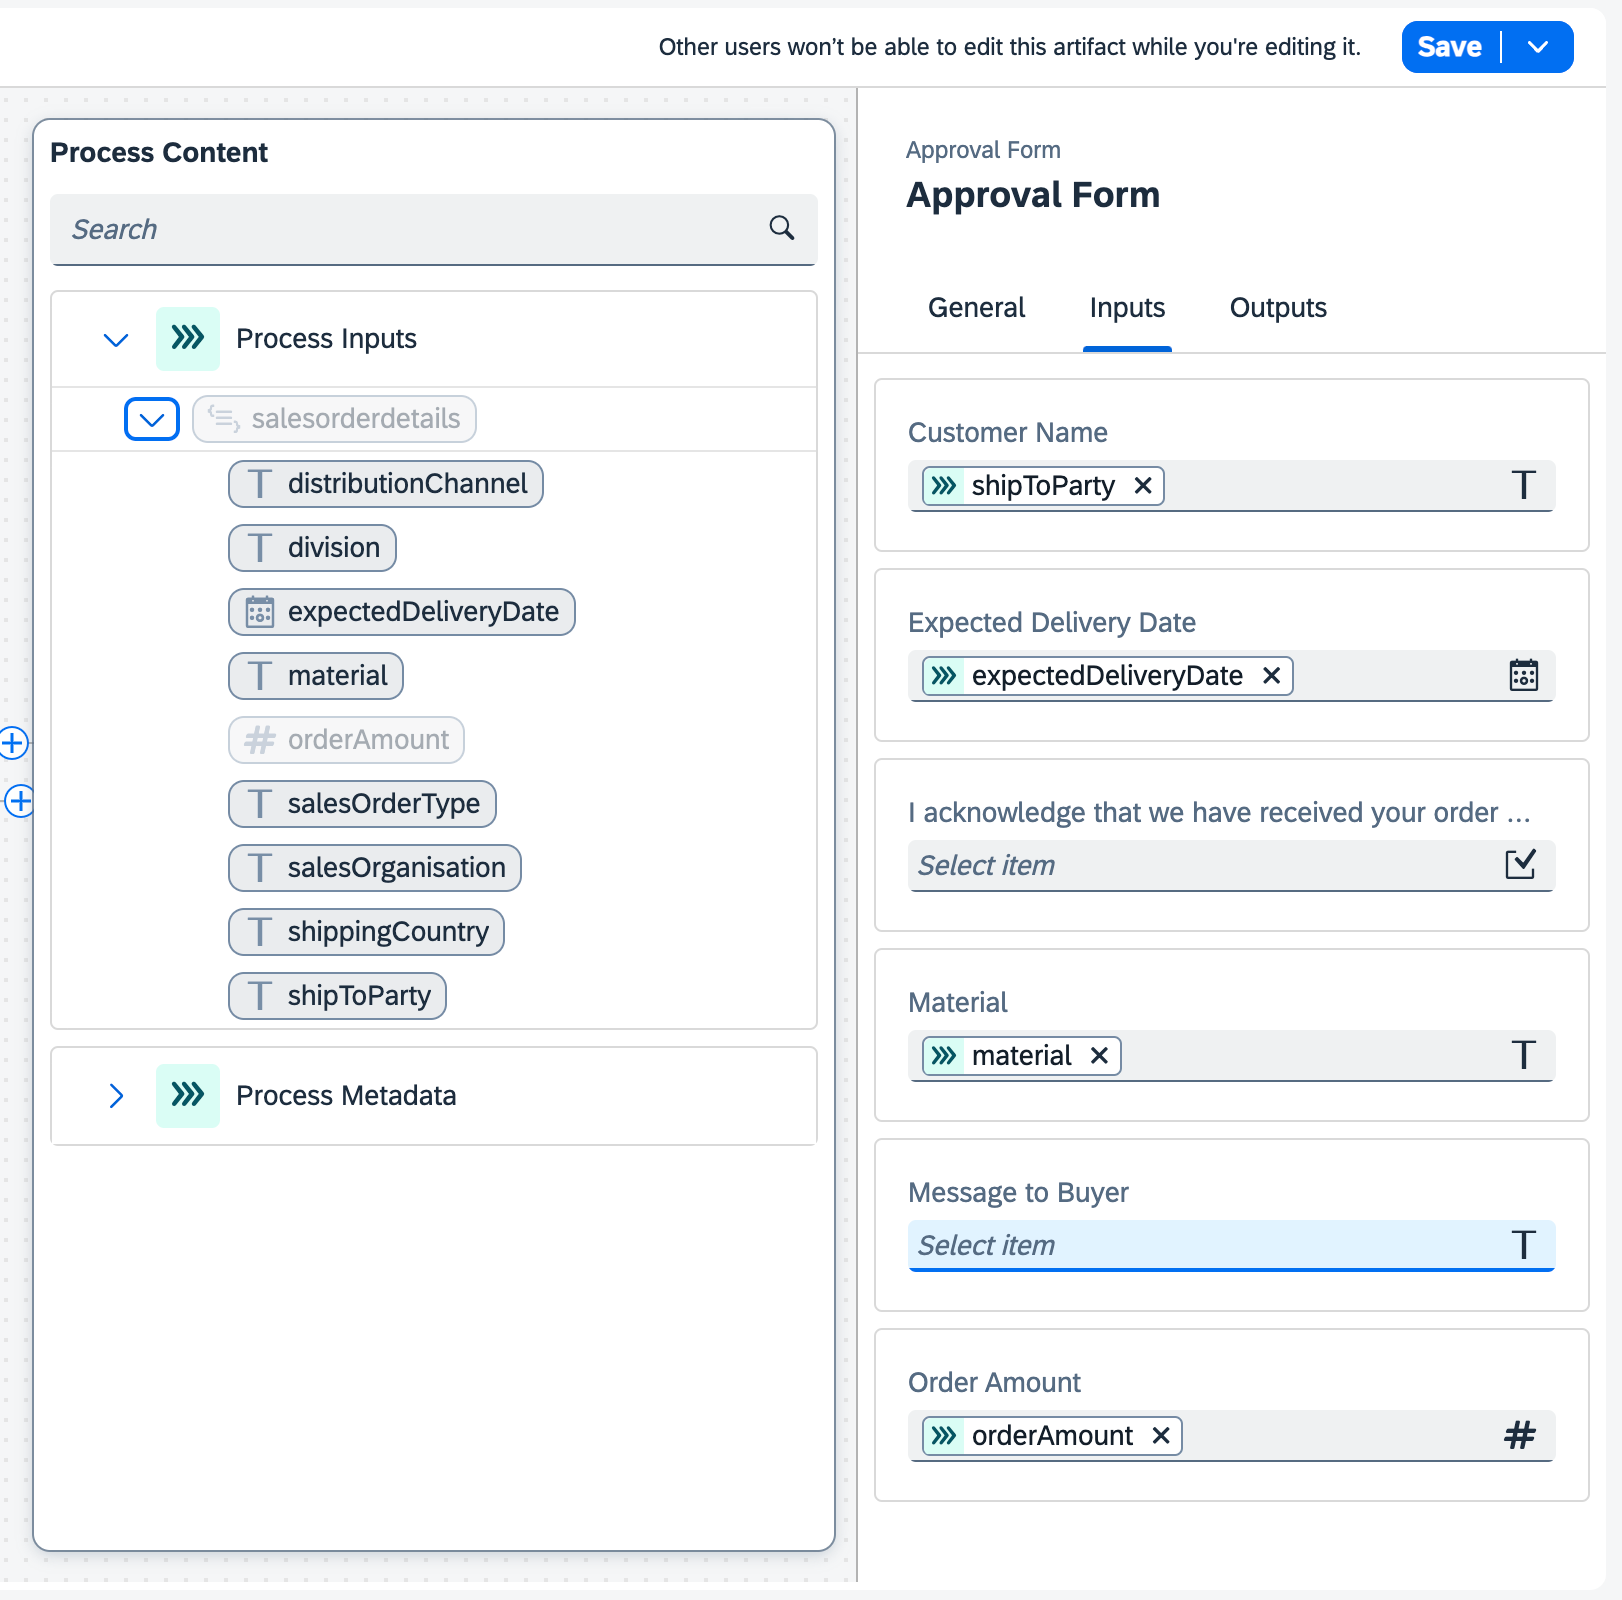 Other users won’t be able to edit this artifact while you're editing it.
Save
Process Content
Search
Process Inputs
salesorderdetails
distributionChannel
division
expectedDeliveryDate
material
orderAmount
salesOrderType
salesOrganisation
shippingCountry
shipToParty
Process Metadata
Approval Form
Approval Form
General
Inputs
Outputs
Customer Name
shipToParty
Expected Delivery Date
expectedDeliveryDate
I acknowledge that we have received your order ...
Select item
Material
material
Message to Buyer
Select item
Order Amount
orderAmount